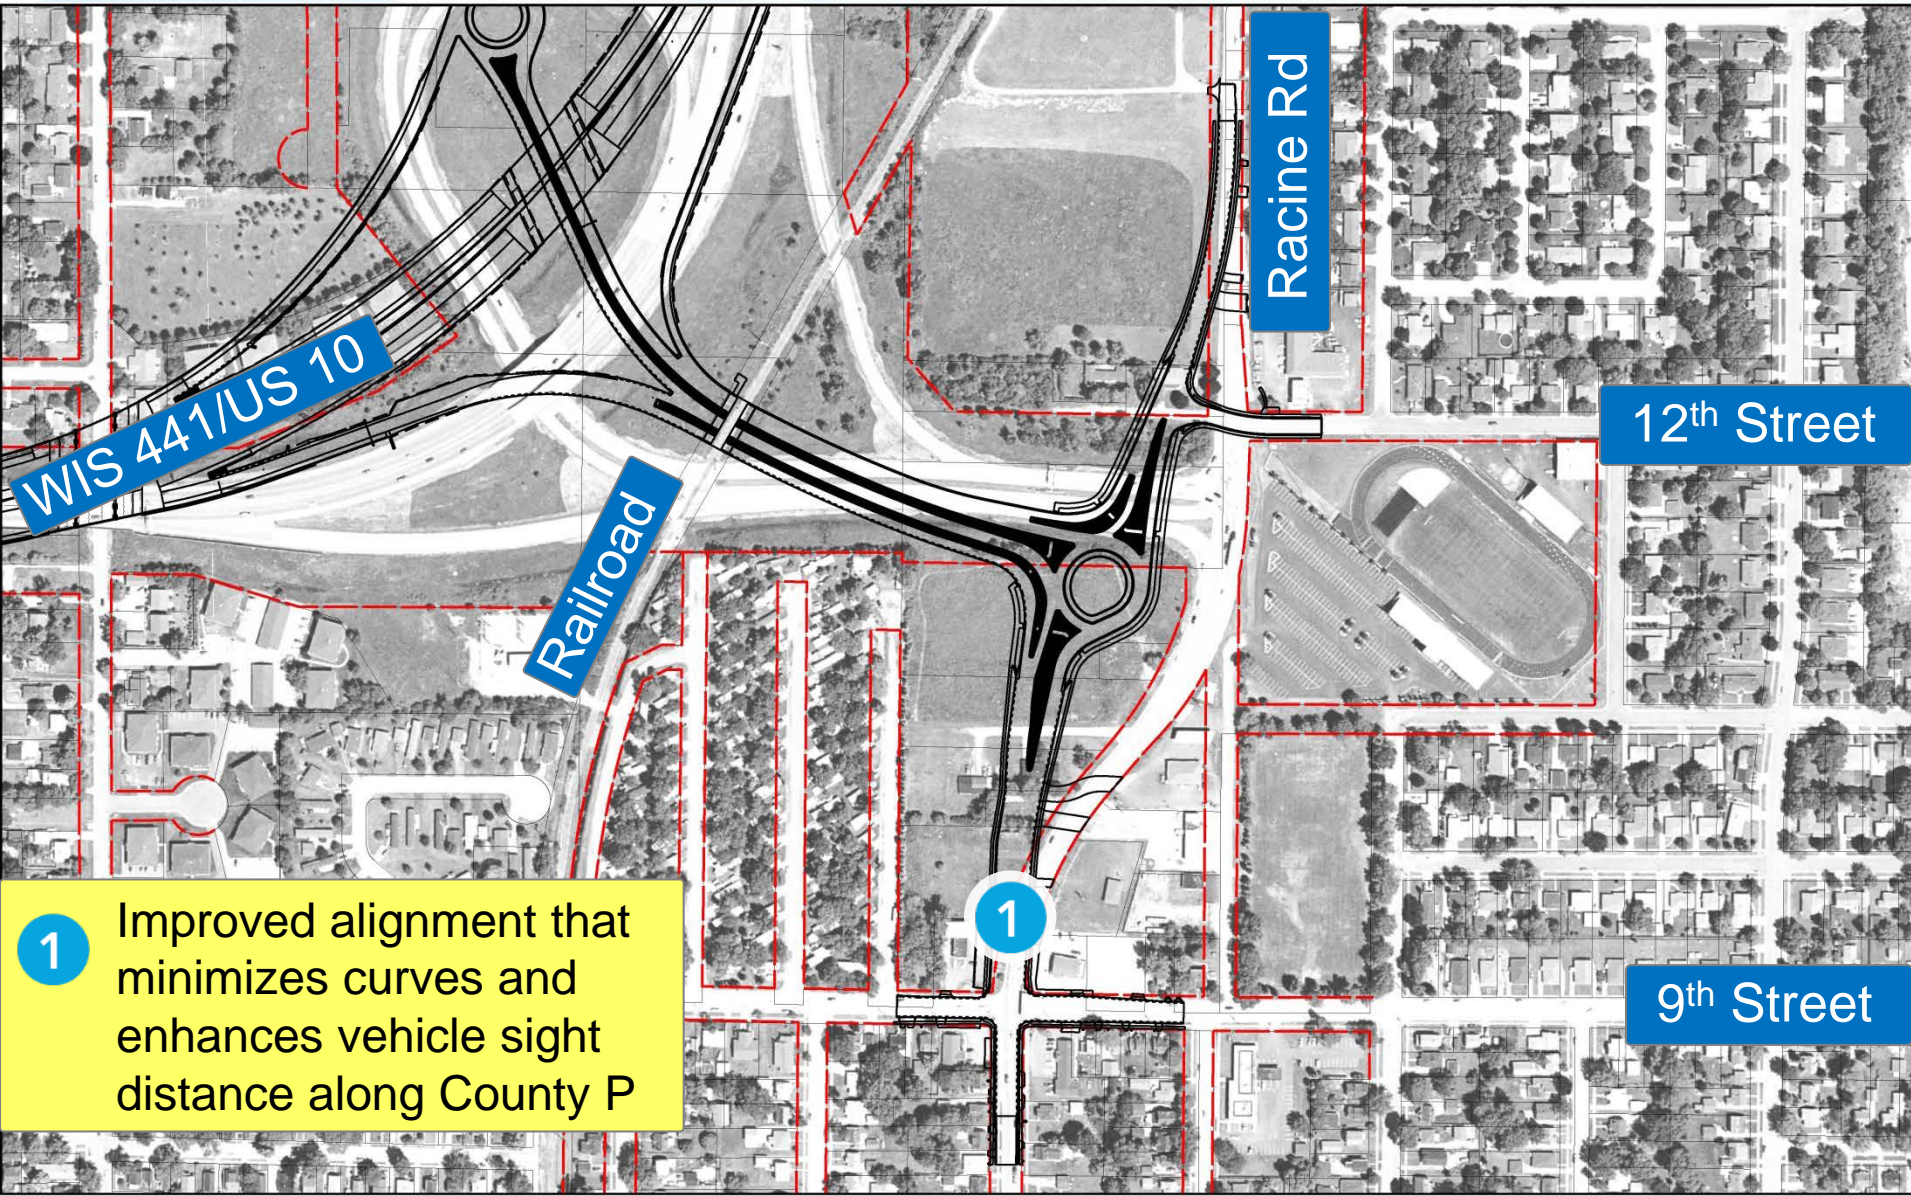 Racine Rd
WIS 441/US 10
12th Street
Railroad
1
1
Improved alignment that
minimizes curves and
enhances vehicle sight
distance along County P
9th Street